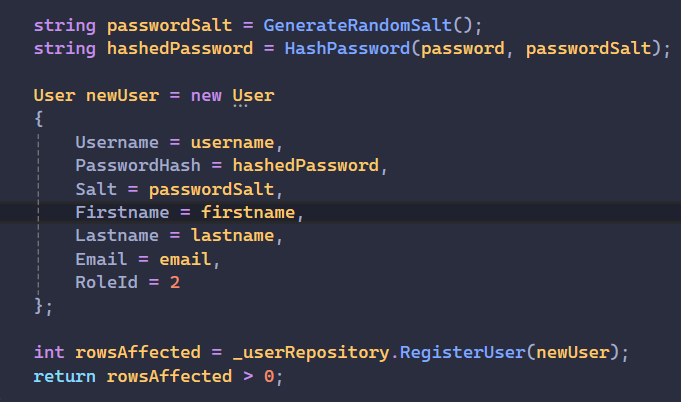 string passwordSalt = GenerateRandomSalt();
string hashedPassword = HashPassword(password, passwordSalt);
User newUser = new User
{
Username = username,
PasswordHash = hashedPassword,
Salt = passwordSalt,
Firstname = firstname,
Lastname = lastname,
Email = email,
RoleId = 2
};
int rowsAffected = _userRepository.RegisterUser(newUser);
return rowsAffected > 0;